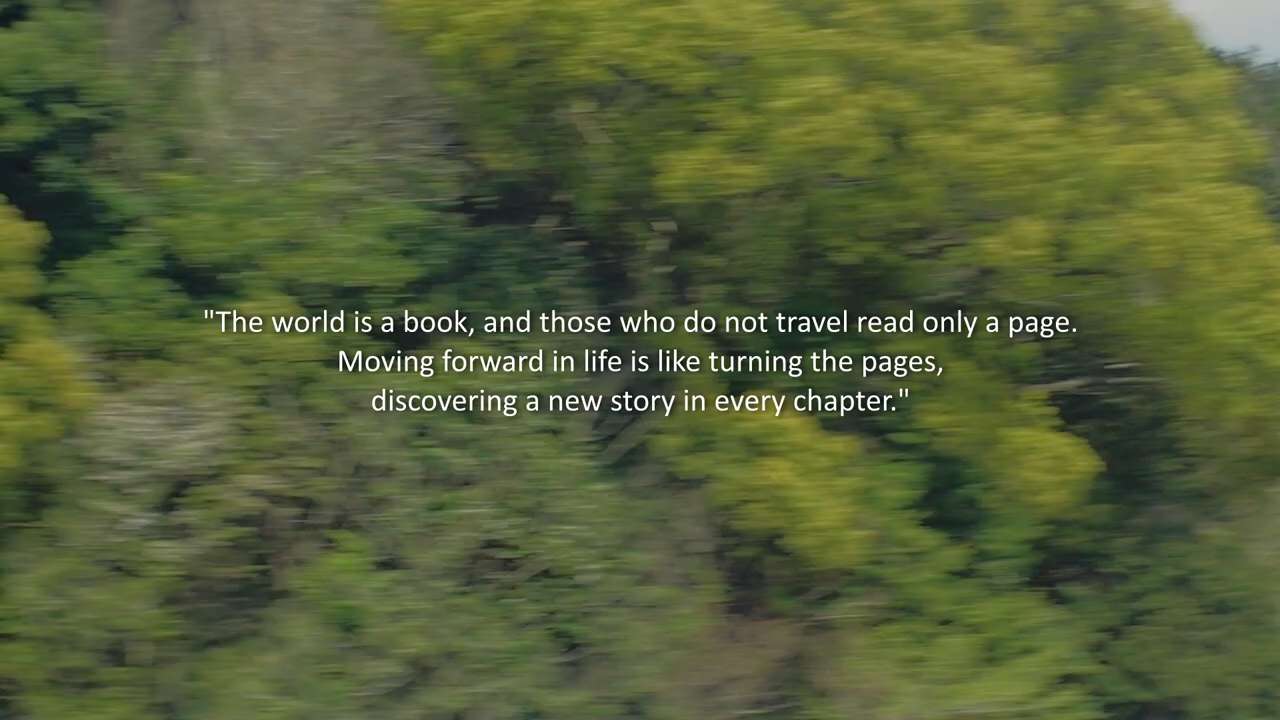 "The world is a book, and those who do not travel read only a page.
Moving forward in life is like turning the pages,
discovering a new story in every chapter."